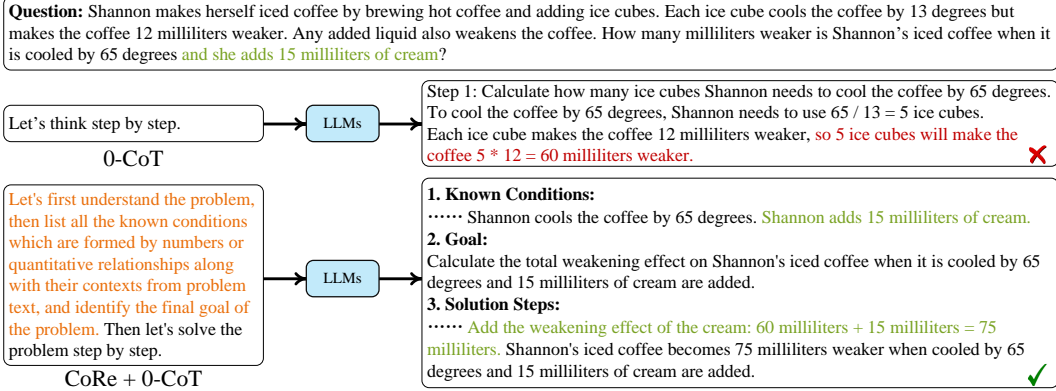 Question: Shannon makes herself iced coffee by brewing hot coffee and adding ice cubes. Each ice cube cools the coffee by 13 degrees but
makes the coffee 12 milliliters weaker. Any added liquid also weakens the coffee. How many milliliters weaker is Shannon's iced coffee when it
is cooled by 65 degrees and she adds 15 milliliters of cream?
Let's think step by step.
0-CoT
LLMs
Step 1: Calculate how many ice cubes Shannon needs to cool the coffee by 65 degrees.
To cool the coffee by 65 degrees, Shannon needs to use 65 / 13 = 5 ice cubes.
Each ice cube makes the coffee 12 milliliters weaker, so 5 ice cubes will make the
coffee 5 * 12 = 60 milliliters weaker.
Let's first understand the problem,
then list all the known conditions
which are formed by numbers or
quantitative relationships along
with their contexts from problem
text, and identify the final goal of
the problem. Then let's solve the
problem step by step.
CoRe + 0-CoT
LLMs
1. Known Conditions:
······ Shannon cools the coffee by 65 degrees. Shannon adds 15 milliliters of cream.
2. Goal:
Calculate the total weakening effect on Shannon's iced coffee when it is cooled by 65
degrees and 15 milliliters of cream are added.
3. Solution Steps:
······ Add the weakening effect of the cream: 60 milliliters + 15 milliliters = 75
milliliters. Shannon's iced coffee becomes 75 milliliters weaker when cooled by 65
degrees and 15 milliliters of cream are added.